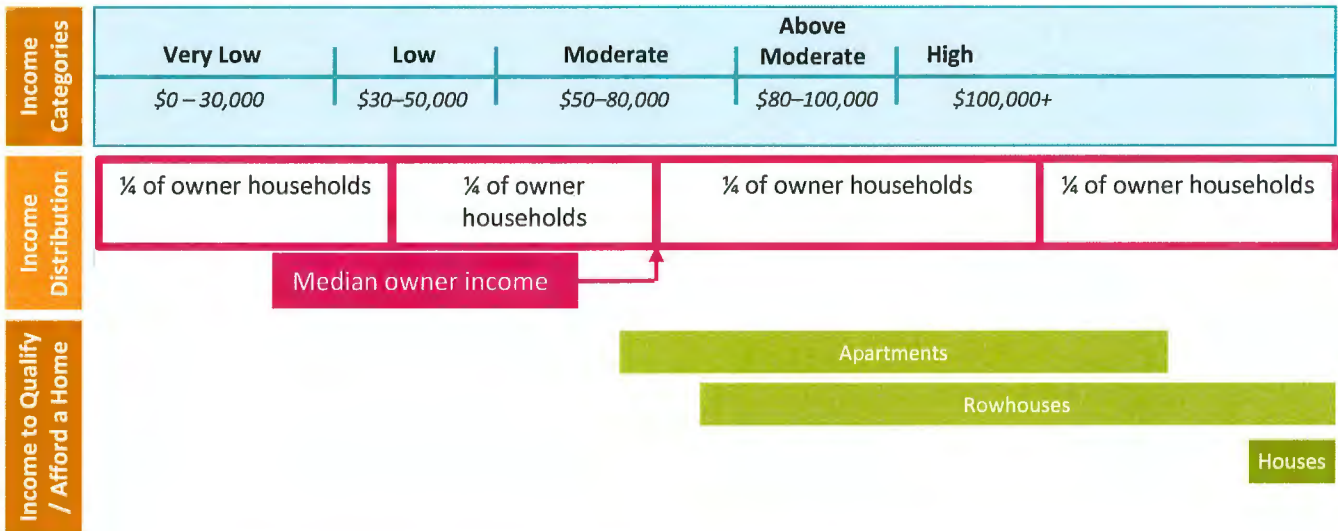 Income
Categories
Very Low
Low
Moderate
Above
Moderate
High
$0 – 30,000
$30–50,000
$50–80,000
$80–100,000
$100,000+
Income
Distribution
¼ of owner households
¼ of owner
households
¼ of owner households
¼ of owner households
Median owner income
Income to Qualify
/ Afford a Home
Apartments
Rowhouses
Houses